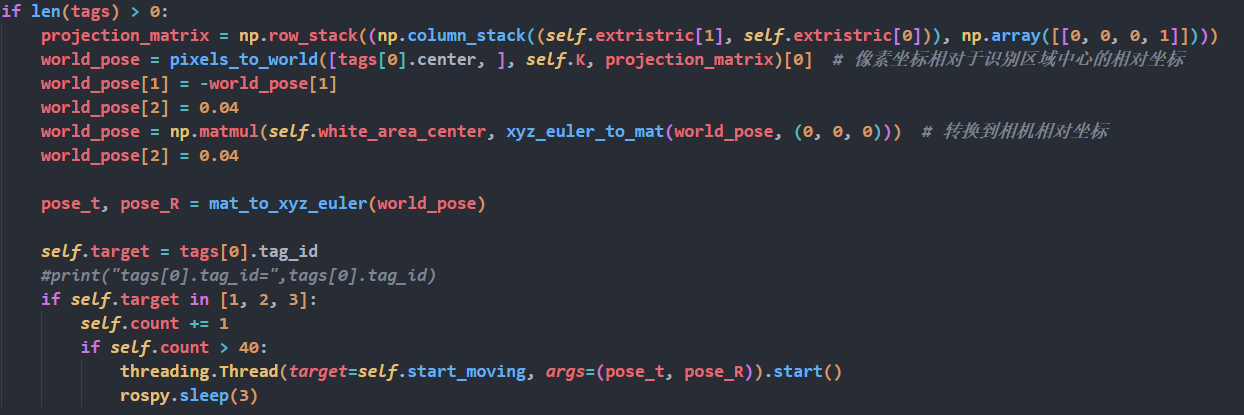 if len(tags) > 0:
    projection_matrix = np.row_stack((np.column_stack((self.extristric[1], self.extristric[0])), np.array([[0, 0, 0, 1]])))
    world_pose = pixels_to_world([tags[0].center, ], self.K, projection_matrix)[0]  # 像素坐标相对于识别区域中心的相对坐标
    world_pose[1] = -world_pose[1]
    world_pose[2] = 0.04
    world_pose = np.matmul(self.white_area_center, xyz_euler_to_mat(world_pose, (0, 0, 0)))  # 转换到相机相对坐标
    world_pose[2] = 0.04
    pose_t, pose_R = mat_to_xyz_euler(world_pose)
    self.target = tags[0].tag_id
    #print("tags[0].tag_id=",tags[0].tag_id)
    if self.target in [1, 2, 3]:
        self.count += 1
        if self.count > 40:
            threading.Thread(target=self.start_moving, args=(pose_t, pose_R)).start()
            rospy.sleep(3)